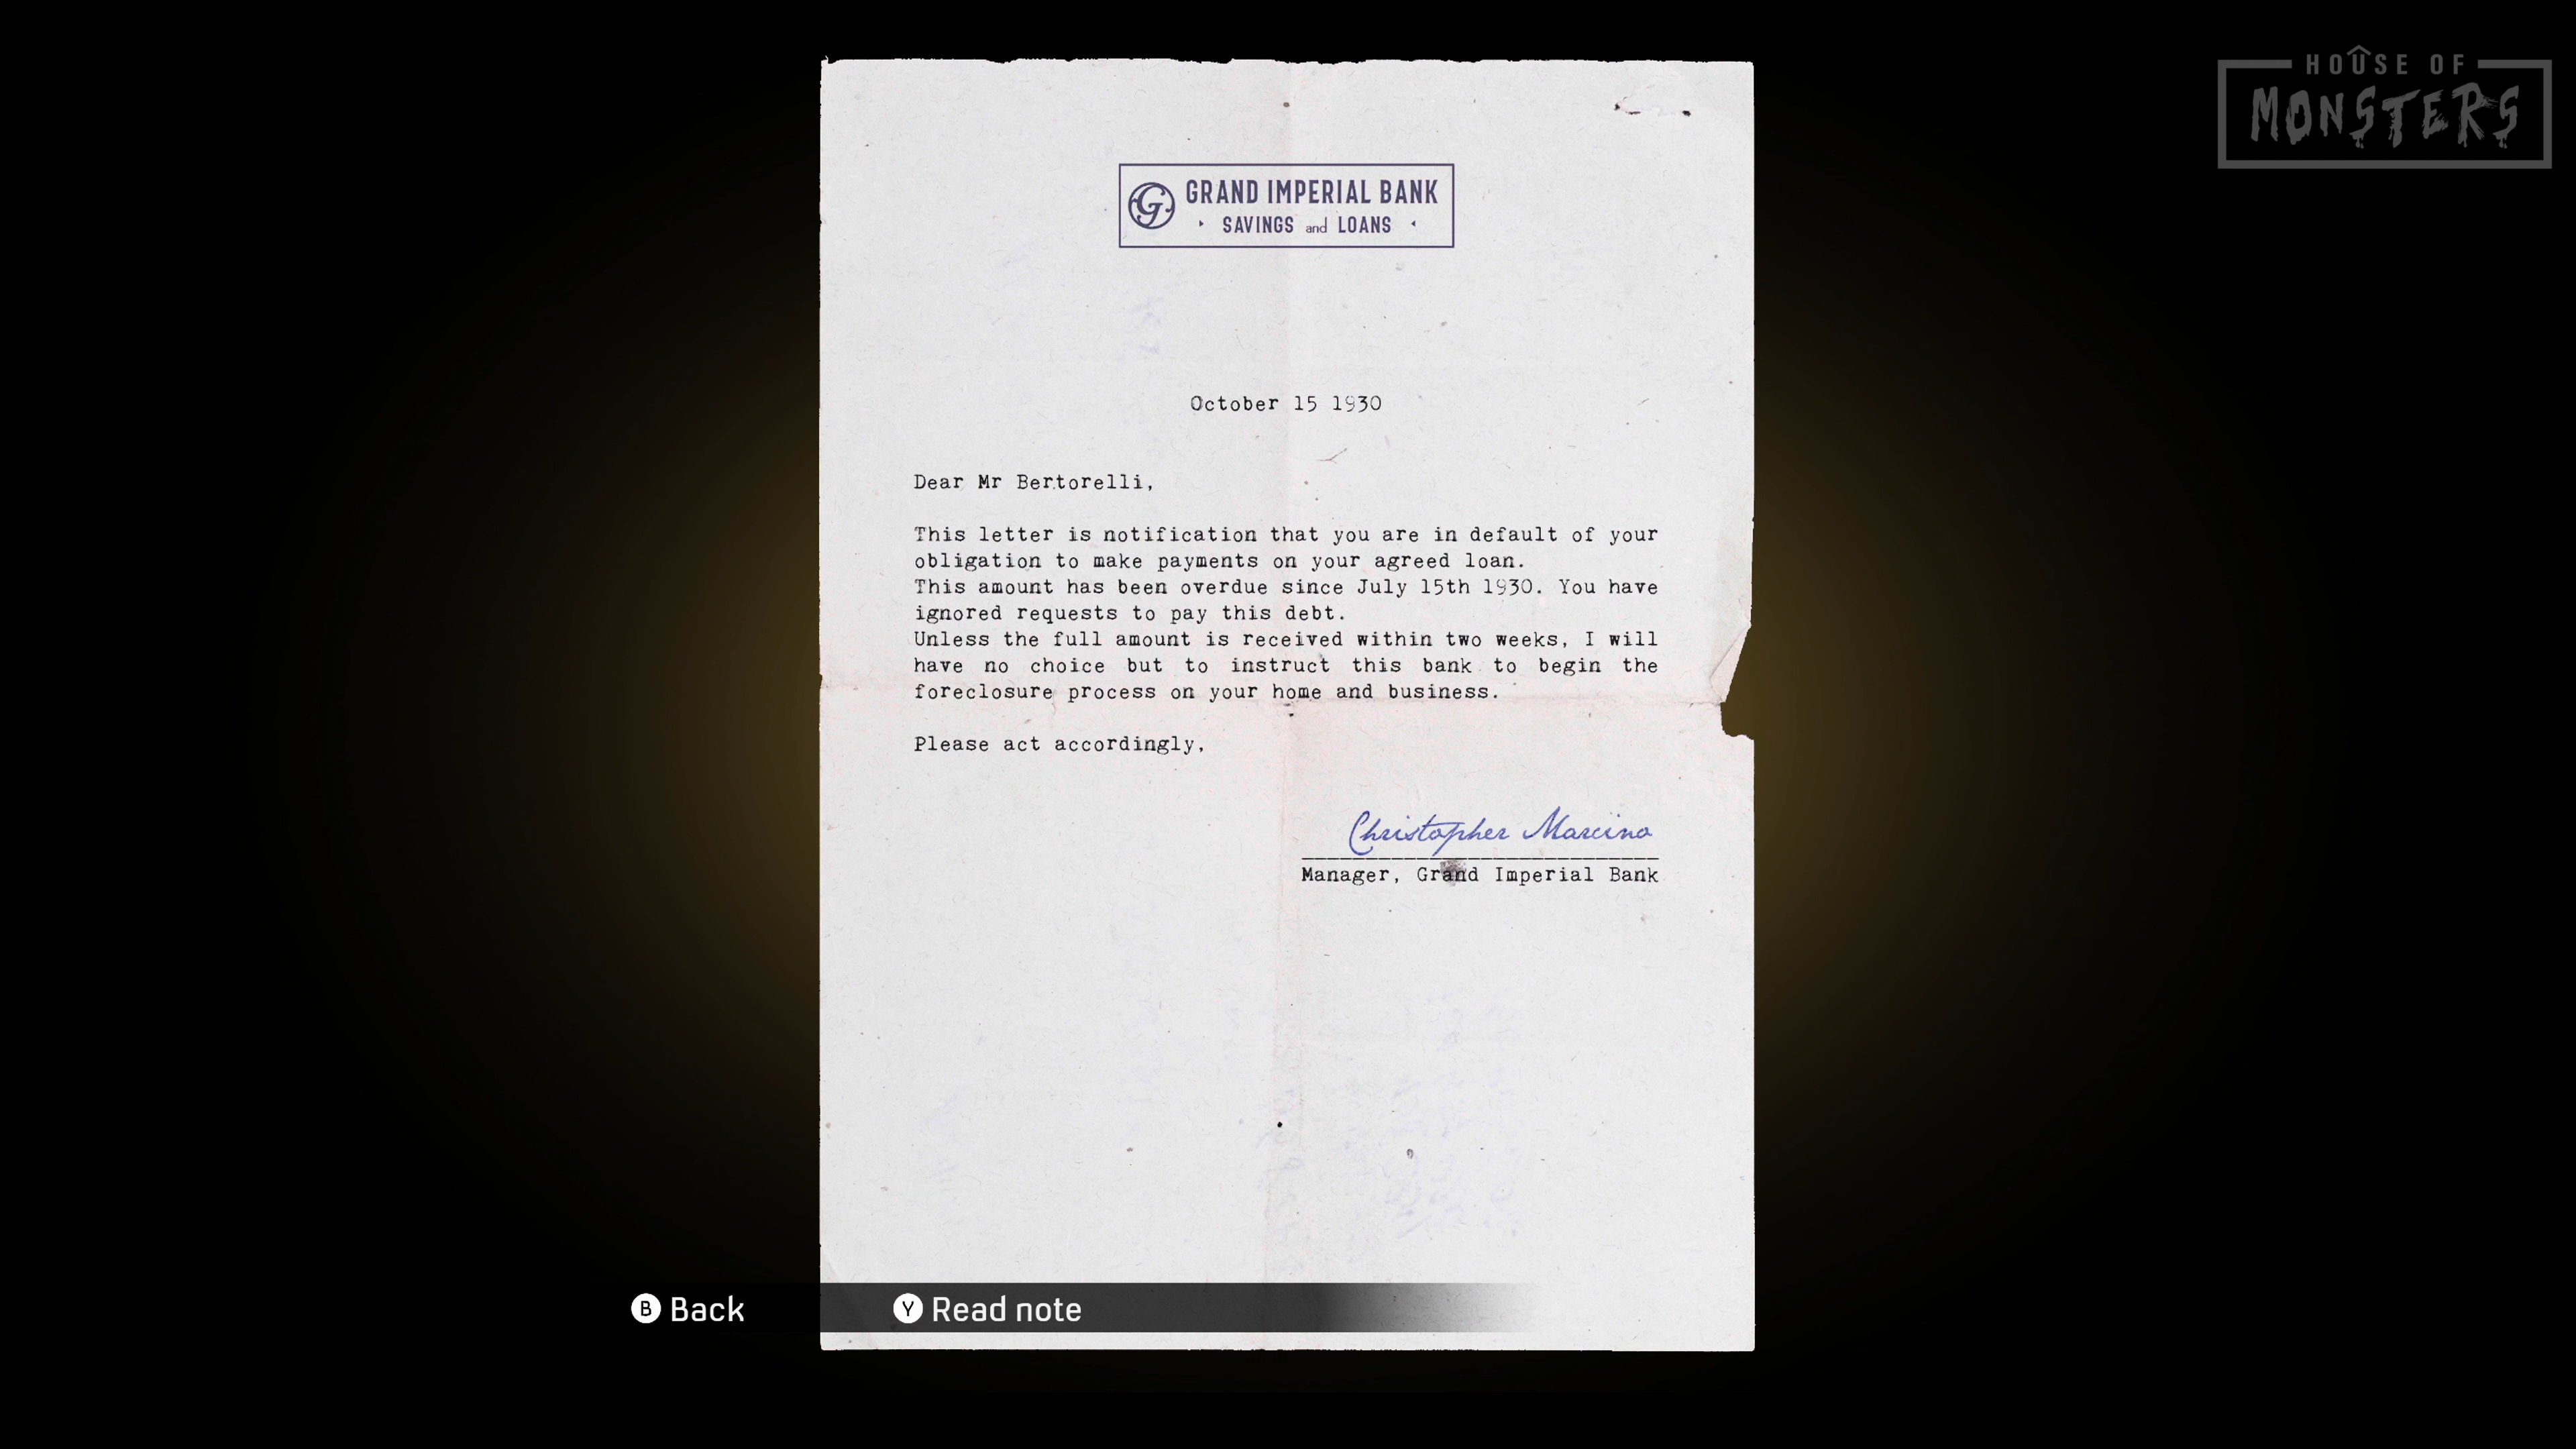 HOUSE OF
MONSTERS
G GRAND IMPERIAL BANK
SAVINGS and LOANS
October 15 1930
Dear Mr Bertorelli,
This letter is notification that you are in default of your
obligation to make payments on your agreed loan.
This amount has been overdue since July 15th 1930. You have
ignored requests to pay this debt.
Unless the full amount is received within two weeks, I will
have no choice but to instruct this bank to begin the
foreclosure process on your home and business.
Please act accordingly,
Christopher Marcino
Manager, Grand Imperial Bank
B Back
Y Read note